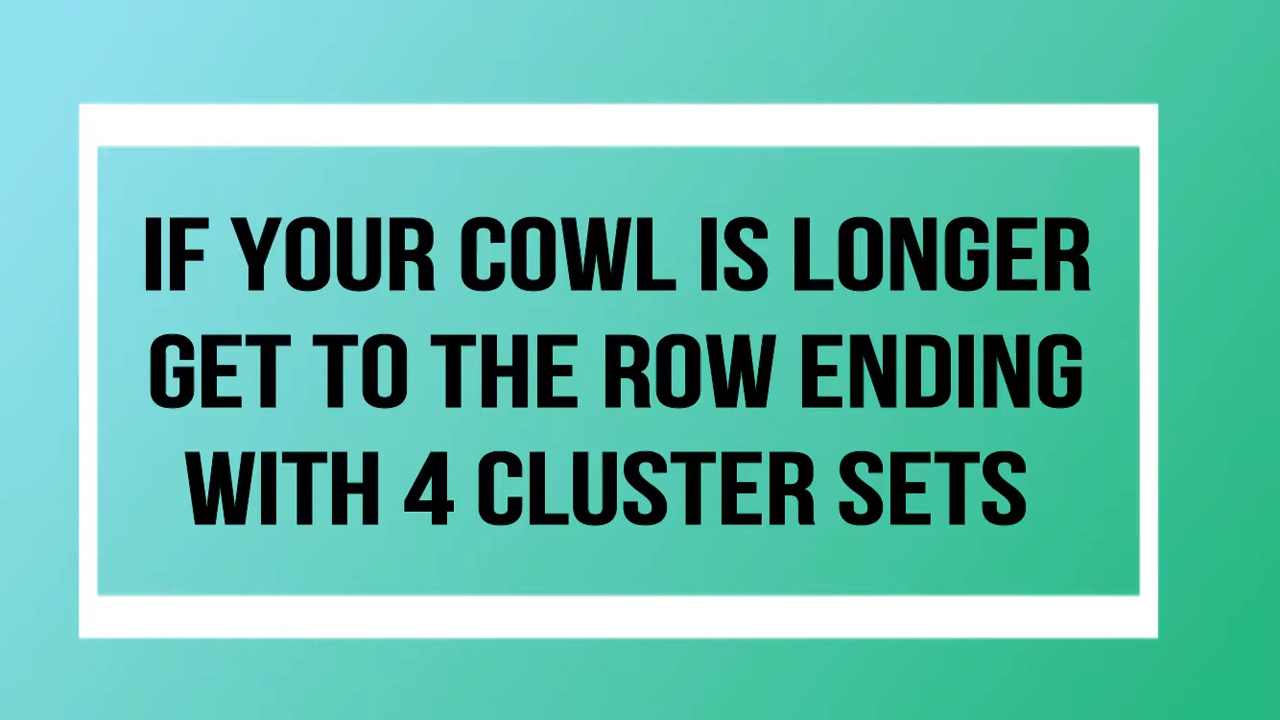 IF YOUR COWL IS LONGER
GET TO THE ROW ENDING
WITH 4 CLUSTER SETS